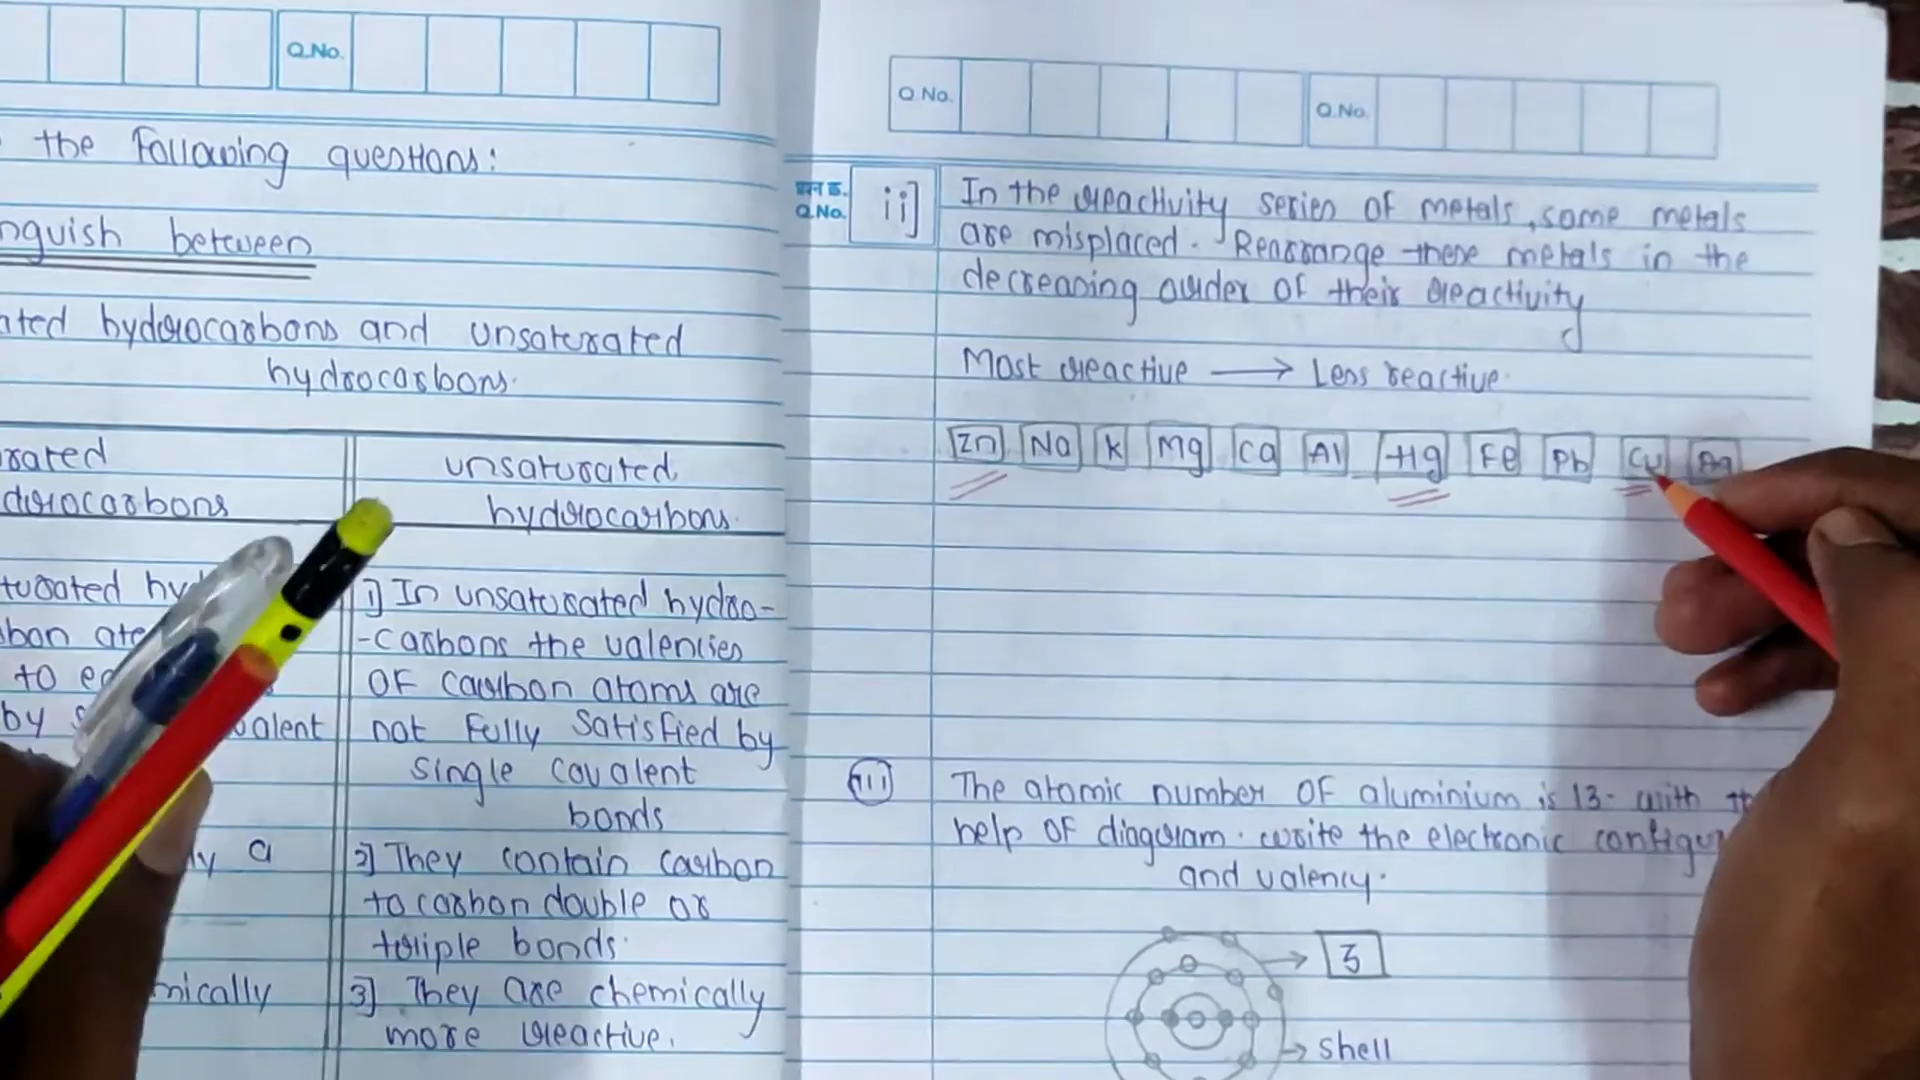 Q.No.
the following questions:
nguish between
ated hydrocarbons and unsaturated
hydrocarbons.
rated
drocarbons
unsaturated
hydrocarbons.
1) In unsaturated hydro-
-carbons the valencies
of carbon atoms are
not fully satisfied by
single covalent
bonds
2] They contain carbon
to carbon double or
triple bonds.
3] They are chemically
more reactive.
turated hy
bon ato
to e
by s valent
ly a
mically
Q.No.
Q.No.
प्रश्न क्र.
Q.No.
ii]
In the reactivity series of metals, some metals
are misplaced. Rearrange these metals in the
decreasing order of their reactivity
Most reactive → Less reactive.
Zn Na K Mg Ca Al Hg Fe Pb Cu
(iii)
The atomic number of aluminium is 13. with th
help of diagram. write the electronic configu
and valency.
→ 3
→ shell